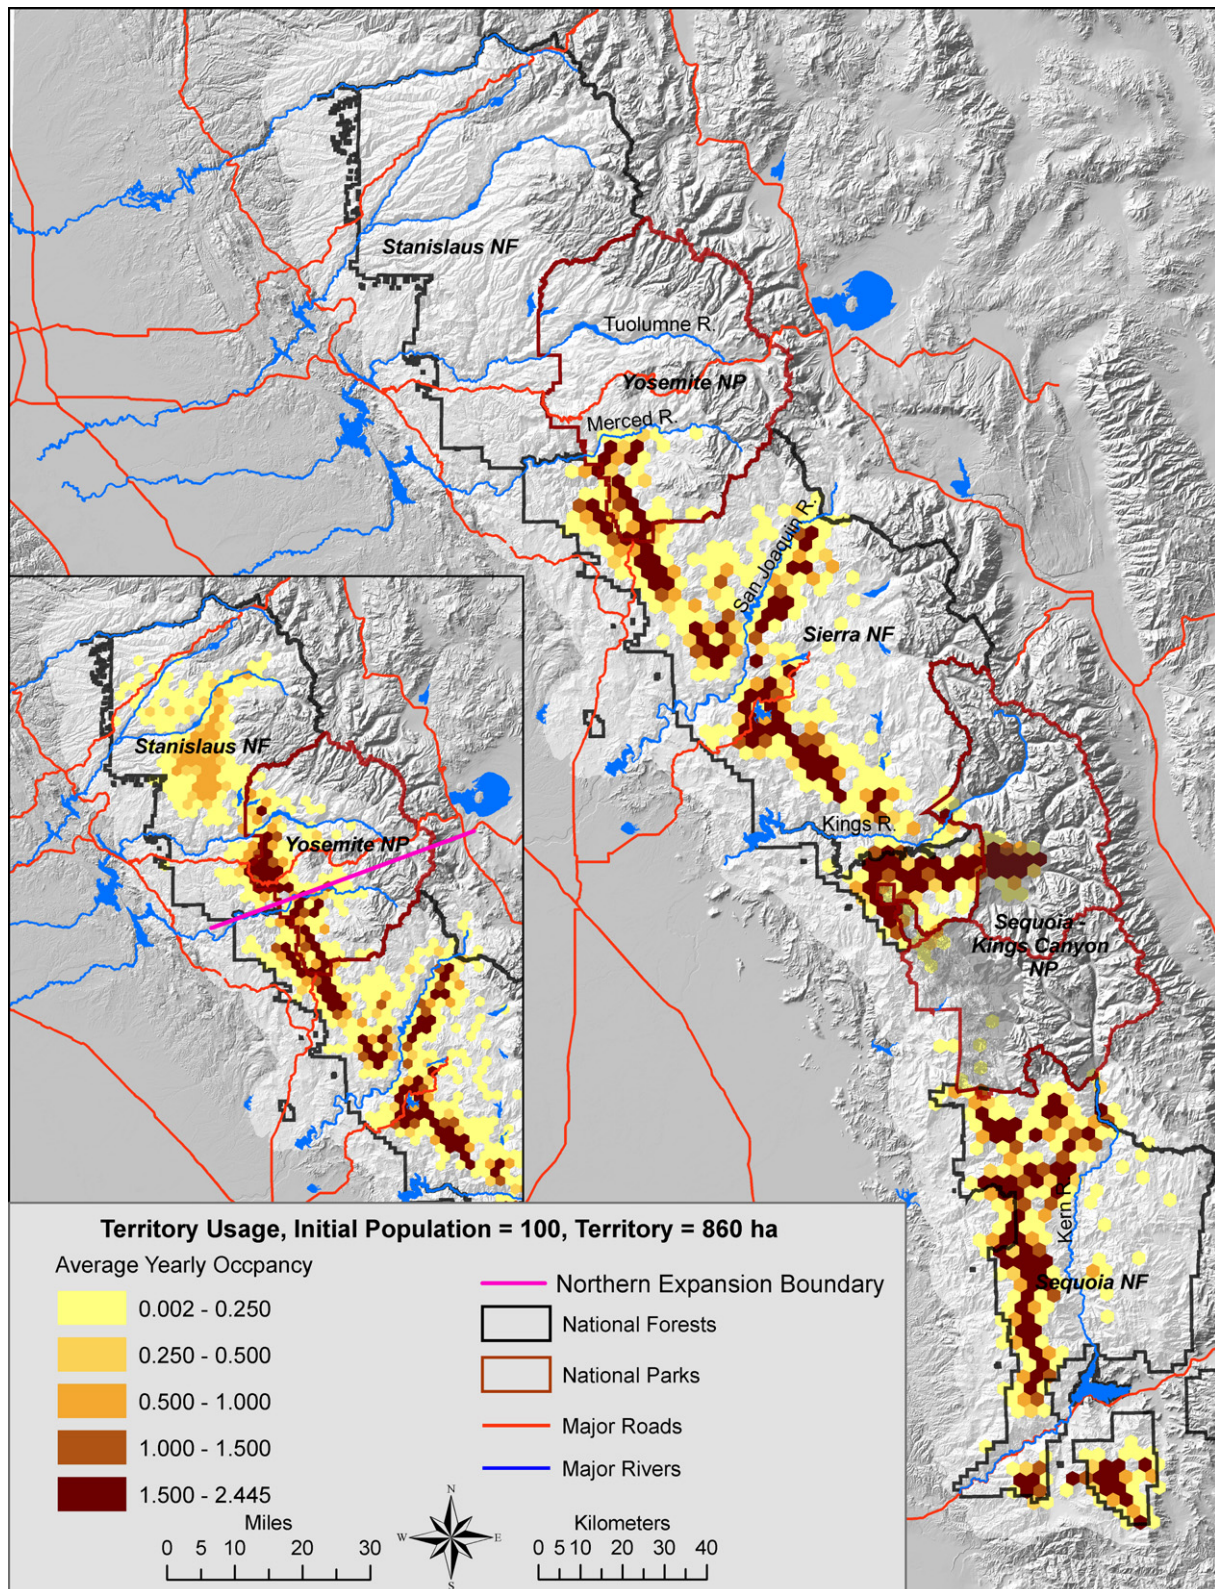 Stanislaus NF
Tuolumne R.
Yosemite NP
Merced R.
San Joaquin R.
Sierra NF
Kings R.
Sequoia -
Kings Canyon
NP
Kern R.
Sequoia NF
Stanislaus NF
Yosemite NP
Territory Usage, Initial Population = 100, Territory = 860 ha
Average Yearly Occpancy
0.002 - 0.250
0.250 - 0.500
0.500 - 1.000
1.000 - 1.500
1.500 - 2.445
Northern Expansion Boundary
National Forests
National Parks
Major Roads
Major Rivers
Miles
0 5 10 20 30
N
W E
S
Kilometers
0 5 10 20 30 40